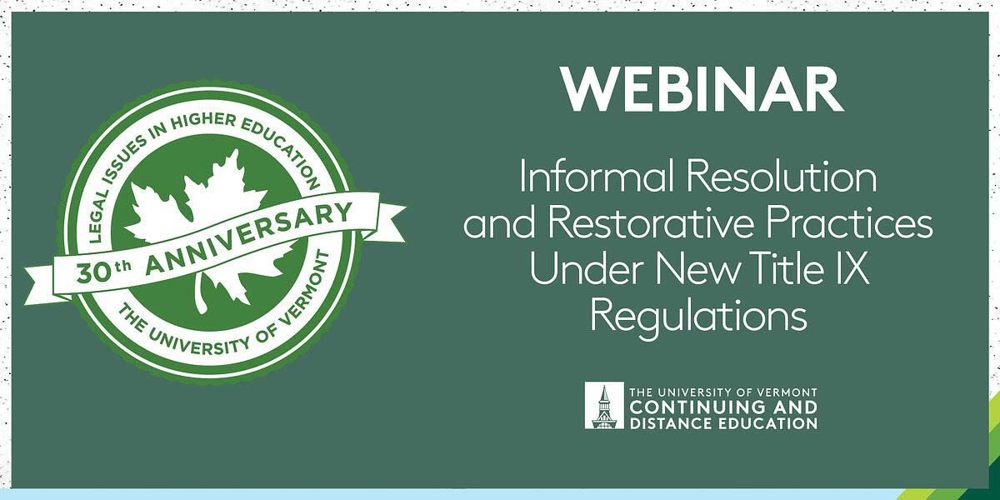 LEGAL ISSUES IN HIGHER EDUCATION
30th ANNIVERSARY
THE UNIVERSITY OF VERMONT
WEBINAR
Informal Resolution
and Restorative Practices
Under New Title IX
Regulations
THE UNIVERSITY OF VERMONT
CONTINUING AND
DISTANCE EDUCATION